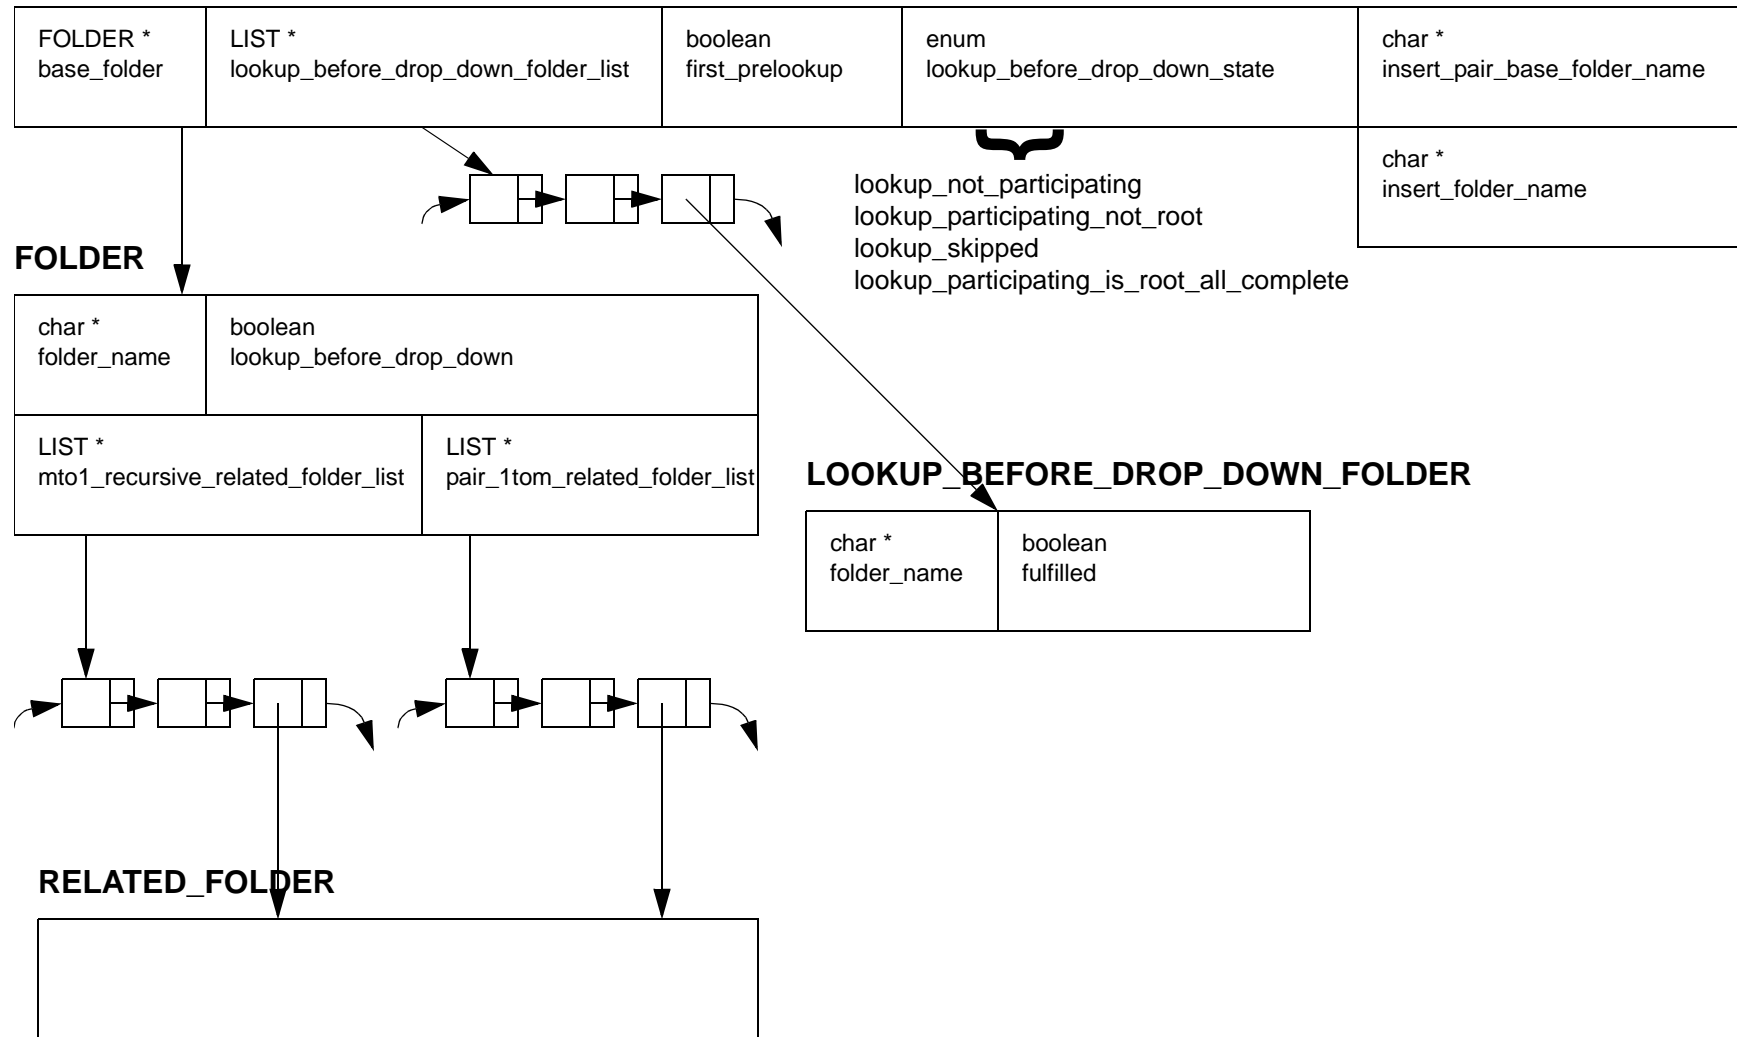 FOLDER *
base_folder
LIST *
lookup_before_drop_down_folder_list
boolean
first_prelookup
enum
lookup_before_drop_down_state
char *
insert_pair_base_folder_name
char *
insert_folder_name
lookup_not_participating
lookup_participating_not_root
lookup_skipped
lookup_participating_is_root_all_complete
FOLDER
char *
folder_name
boolean
lookup_before_drop_down
LIST *
mto1_recursive_related_folder_list
LIST *
pair_1tom_related_folder_list
LOOKUP_BEFORE_DROP_DOWN_FOLDER
char *
folder_name
boolean
fulfilled
RELATED_FOLDER